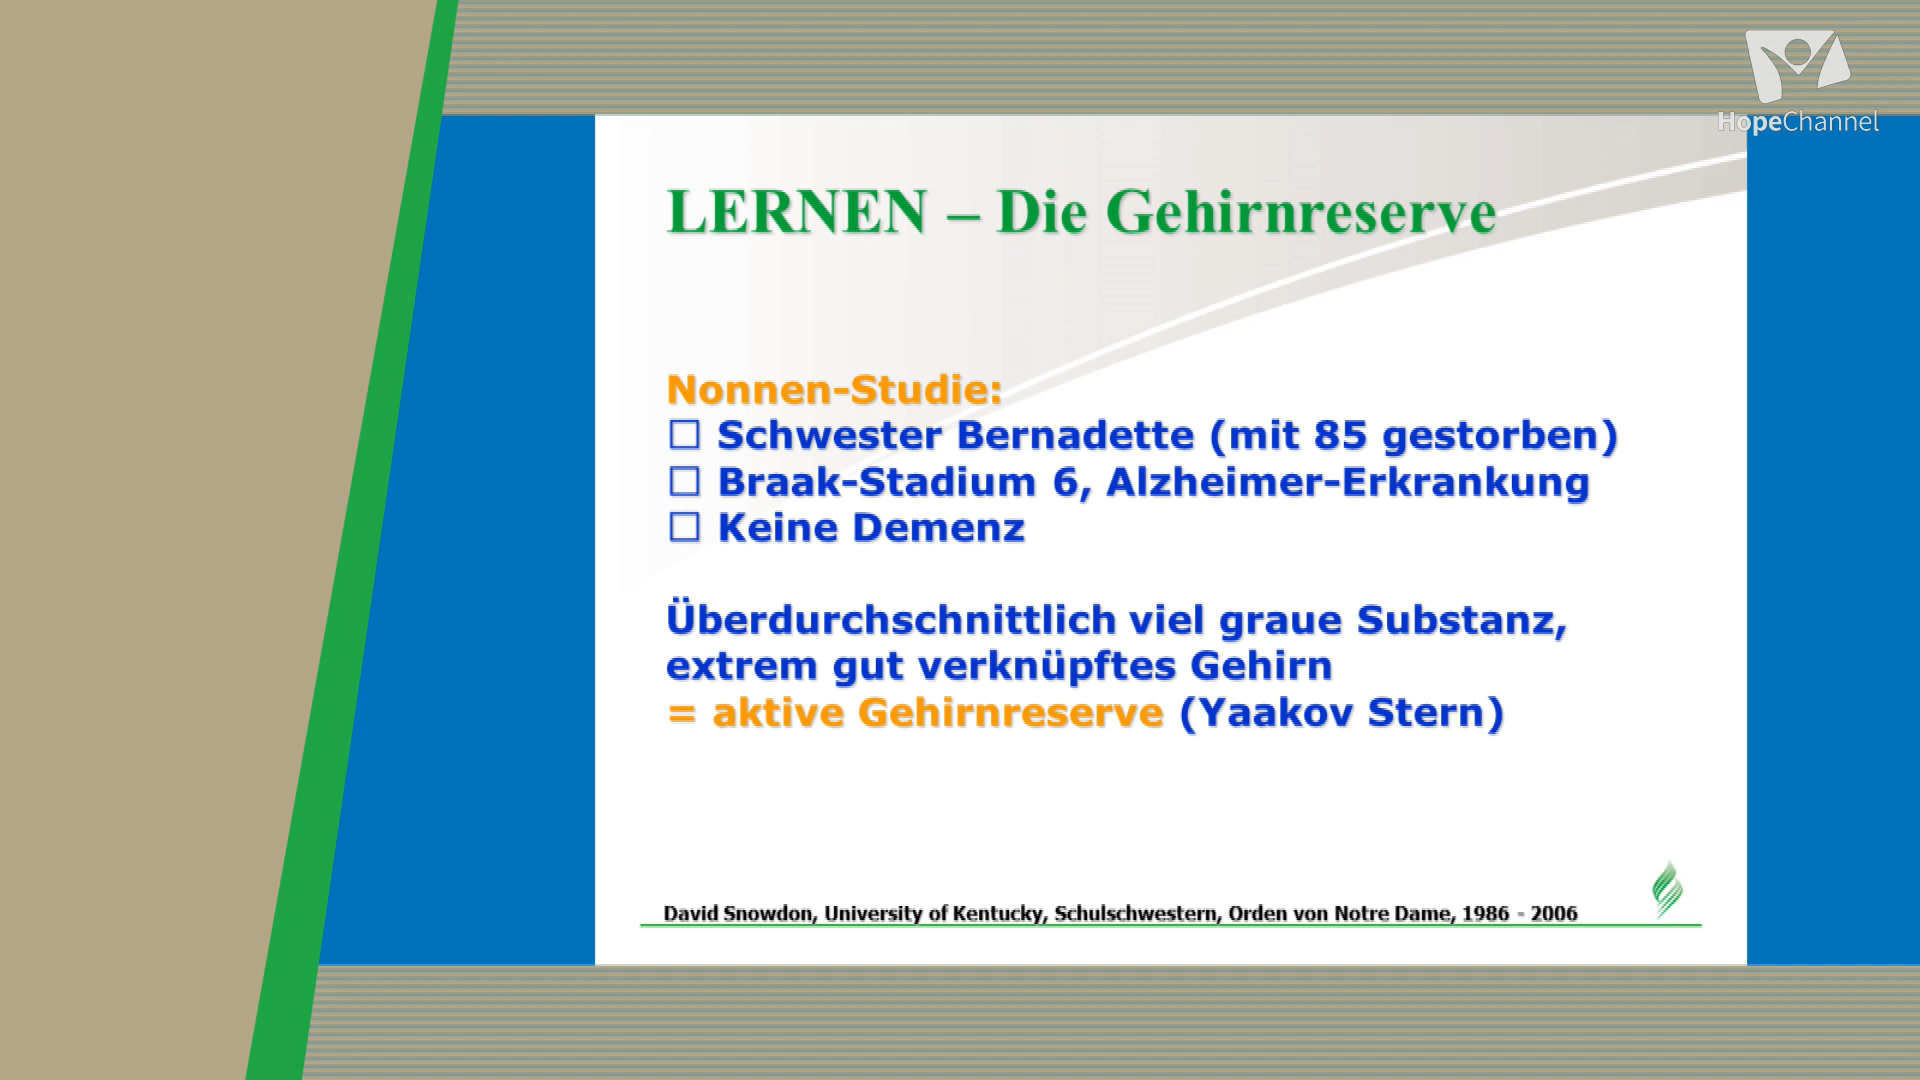 HopeChannel
LERNEN – Die Gehirnreserve
Nonnen-Studie:
☐ Schwester Bernadette (mit 85 gestorben)
☐ Braak-Stadium 6, Alzheimer-Erkrankung
☐ Keine Demenz
Überdurchschnittlich viel graue Substanz,
extrem gut verknüpftes Gehirn
= aktive Gehirnreserve (Yaakov Stern)
David Snowdon, University of Kentucky, Schulschwestern, Orden von Notre Dame, 1986 - 2006